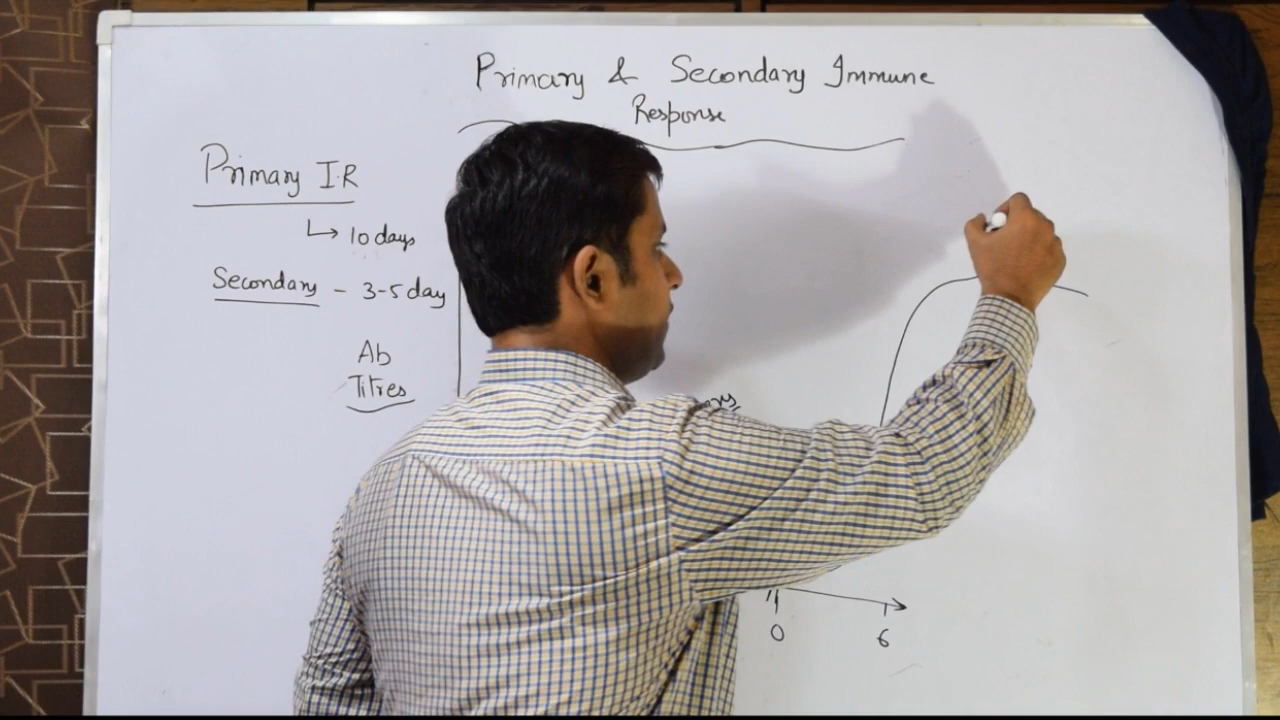 Primary & Secondary Immune
Response
Primary I.R
↳ 10 days
Secondary - 3-5 day
Ab
Titres
0
6